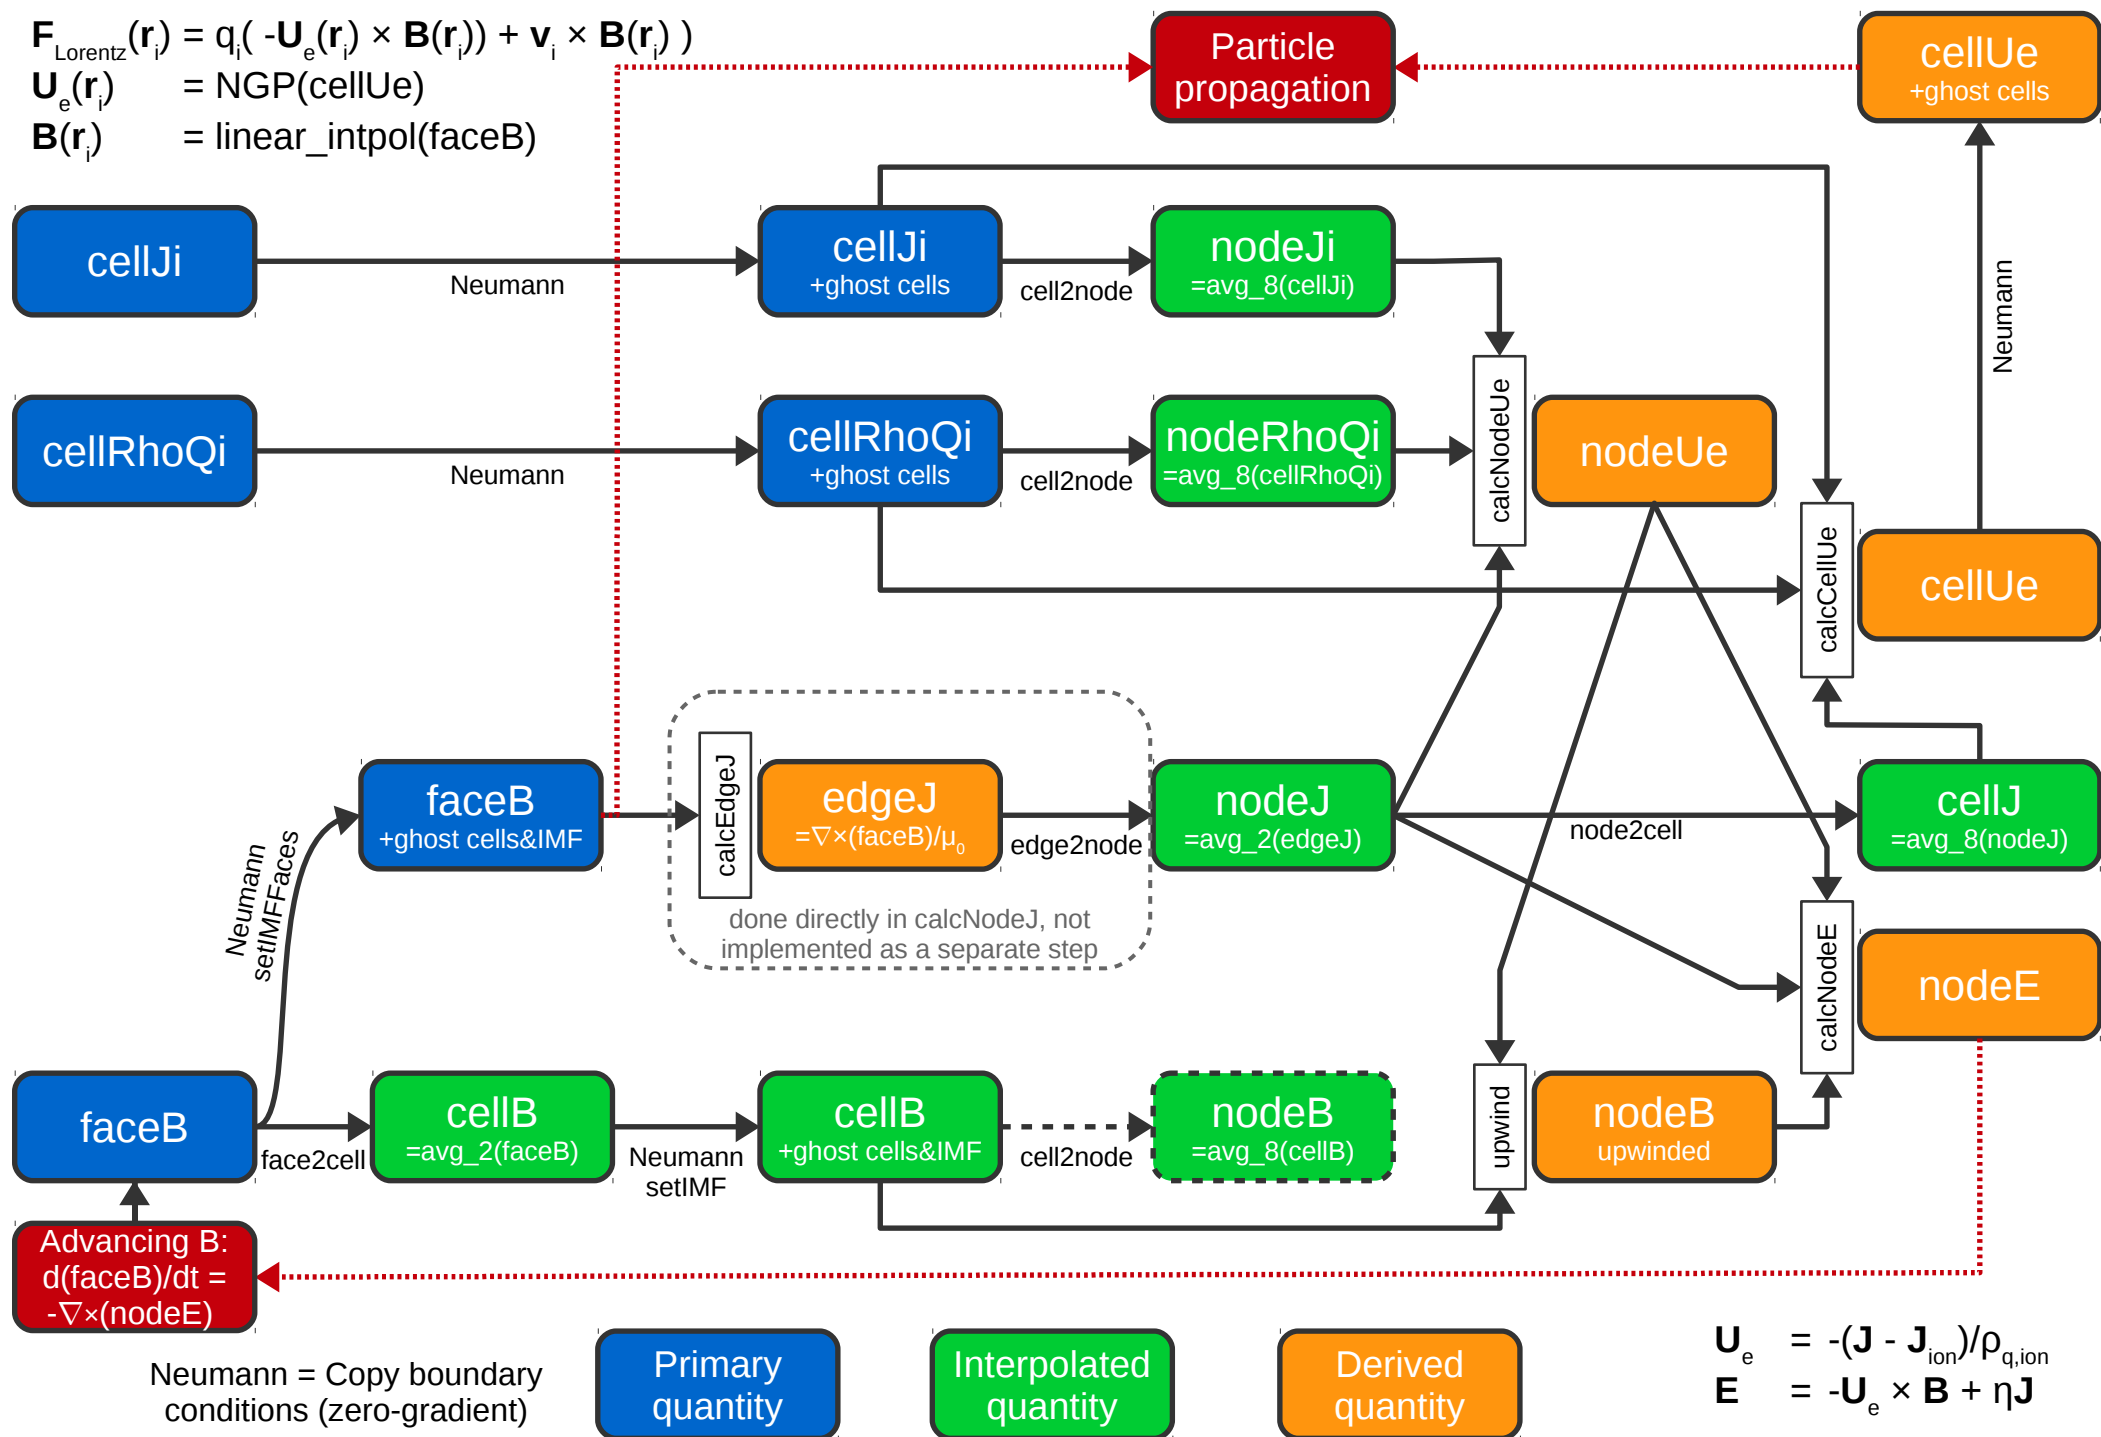 F_Lorentz(r_i) = q_i( -U_e(r_i) × B(r_i)) + v_i × B(r_i) )
U_e(r_i) = NGP(cellUe)
B(r_i) = linear_intpol(faceB)
Particle
propagation
cellUe
+ghost cells
cellJi
Neumann
cellJi
+ghost cells
cell2node
nodeJi
=avg_8(cellJi)
Neumann
cellRhoQi
Neumann
cellRhoQi
+ghost cells
cell2node
nodeRhoQi
=avg_8(cellRhoQi)
calcNodeUe
nodeUe
calcCellUe
cellUe
faceB
+ghost cells&IMF
calcEdgeJ
edgeJ
=∇×(faceB)/μ_0
edge2node
nodeJ
=avg_2(edgeJ)
node2cell
cellJ
=avg_8(nodeJ)
done directly in calcNodeJ, not
implemented as a separate step
Neumann
setIMFFaces
calcNodeE
nodeE
faceB
face2cell
cellB
=avg_2(faceB)
Neumann
setIMF
cellB
+ghost cells&IMF
cell2node
nodeB
=avg_8(cellB)
upwind
nodeB
upwinded
Advancing B:
d(faceB)/dt =
-∇×(nodeE)
Neumann = Copy boundary
conditions (zero-gradient)
Primary
quantity
Interpolated
quantity
Derived
quantity
U_e = -(J - J_ion)/ρ_q,ion
E = -U_e × B + ηJ